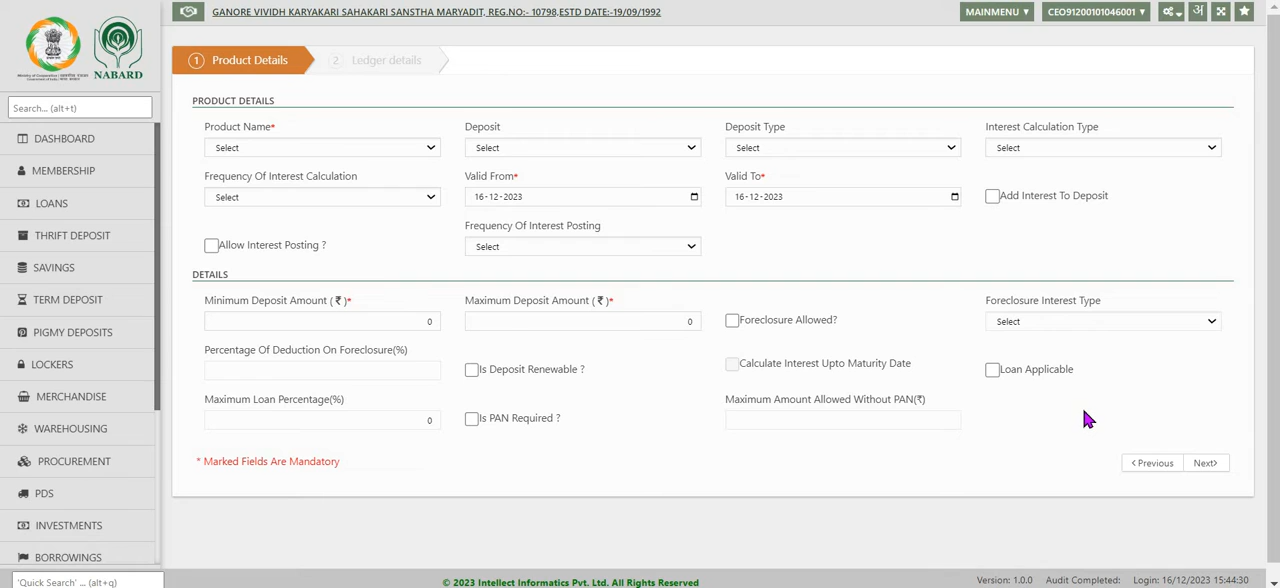 GANORE VIVIDH KARYAKARI SAHAKARI SANSTHA MARYADIT, REG.NO:- 10798,ESTD DATE:-19/09/1992
MAINMENU ▾
CEO91200101046001 ▾
अ
NABARD
Search... (alt+t)
DASHBOARD
MEMBERSHIP
LOANS
THRIFT DEPOSIT
SAVINGS
TERM DEPOSIT
PIGMY DEPOSITS
LOCKERS
MERCHANDISE
WAREHOUSING
PROCUREMENT
PDS
INVESTMENTS
BORROWINGS
'Quick Search' ... (alt+q)
1 Product Details
2 Ledger details
PRODUCT DETAILS
Product Name* Deposit Deposit Type Interest Calculation Type
Select Select Select Select
Frequency Of Interest Calculation Valid From* Valid To*
Select 16-12-2023 16-12-2023 Add Interest To Deposit
Frequency Of Interest Posting
Allow Interest Posting ? Select
DETAILS
Minimum Deposit Amount ( ₹ )* Maximum Deposit Amount ( ₹ )* Foreclosure Interest Type
0 0 Foreclosure Allowed? Select
Percentage Of Deduction On Foreclosure(%)
Is Deposit Renewable ? Calculate Interest Upto Maturity Date Loan Applicable
Maximum Loan Percentage(%) Maximum Amount Allowed Without PAN(₹)
0 Is PAN Required ?
* Marked Fields Are Mandatory
‹ Previous Next›
© 2023 Intellect Informatics Pvt. Ltd. All Rights Reserved
Version: 1.0.0 Audit Completed: Login: 16/12/2023 15:44:30